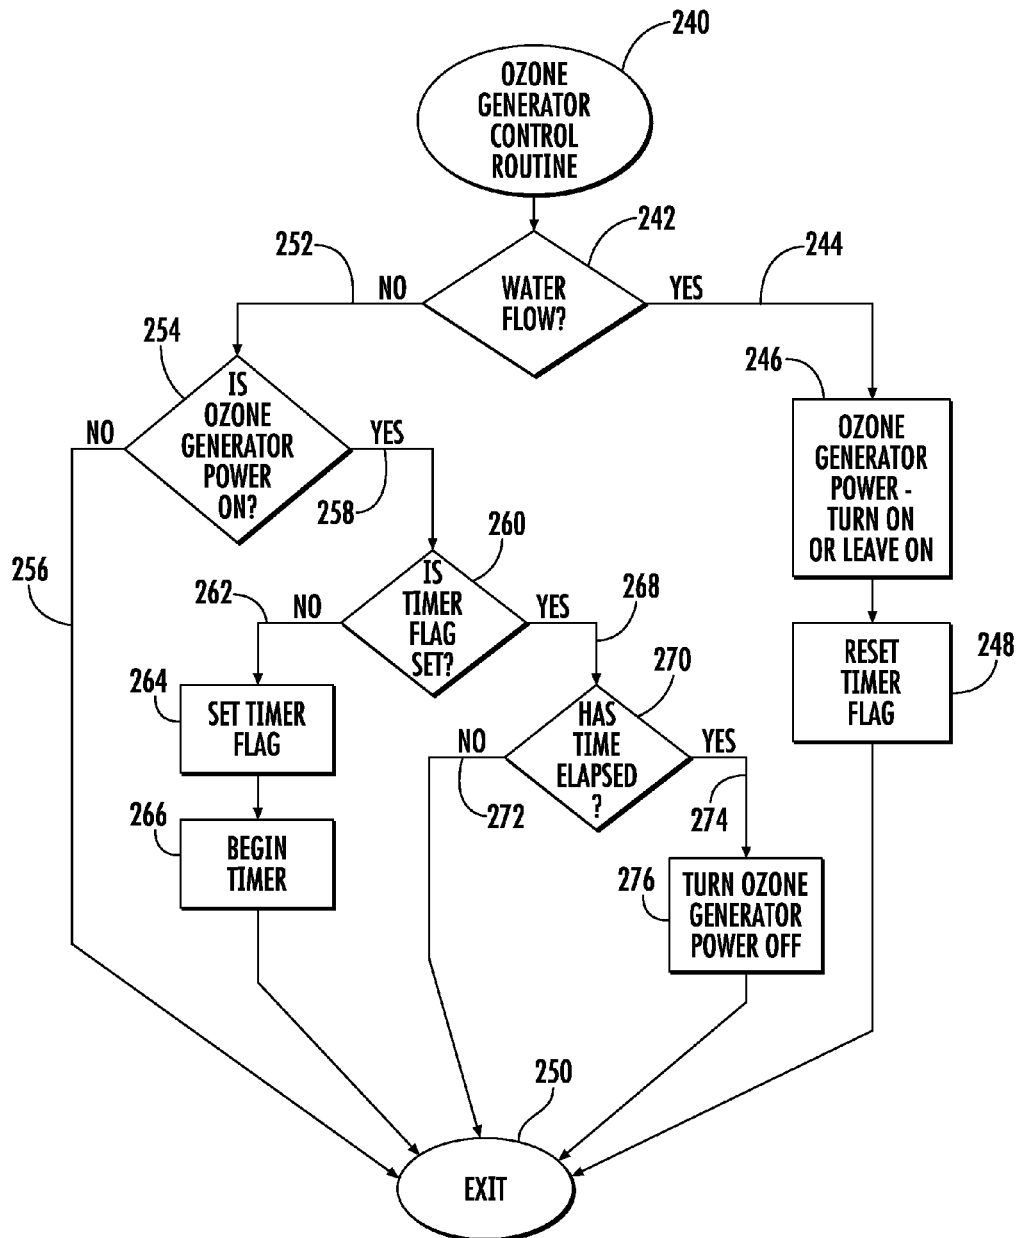 240
OZONE
GENERATOR
CONTROL
ROUTINE
242
252
244
NO
WATER
FLOW?
YES
254
246
IS
OZONE
GENERATOR
POWER
ON?
NO
YES
258
OZONE
GENERATOR
POWER -
TURN ON
OR LEAVE ON
256
260
262
268
NO
IS
TIMER
FLAG
SET?
YES
248
RESET
TIMER
FLAG
264
SET TIMER
FLAG
270
NO
HAS
TIME
ELAPSED
?
YES
272
274
266
BEGIN
TIMER
276
TURN OZONE
GENERATOR
POWER OFF
250
EXIT